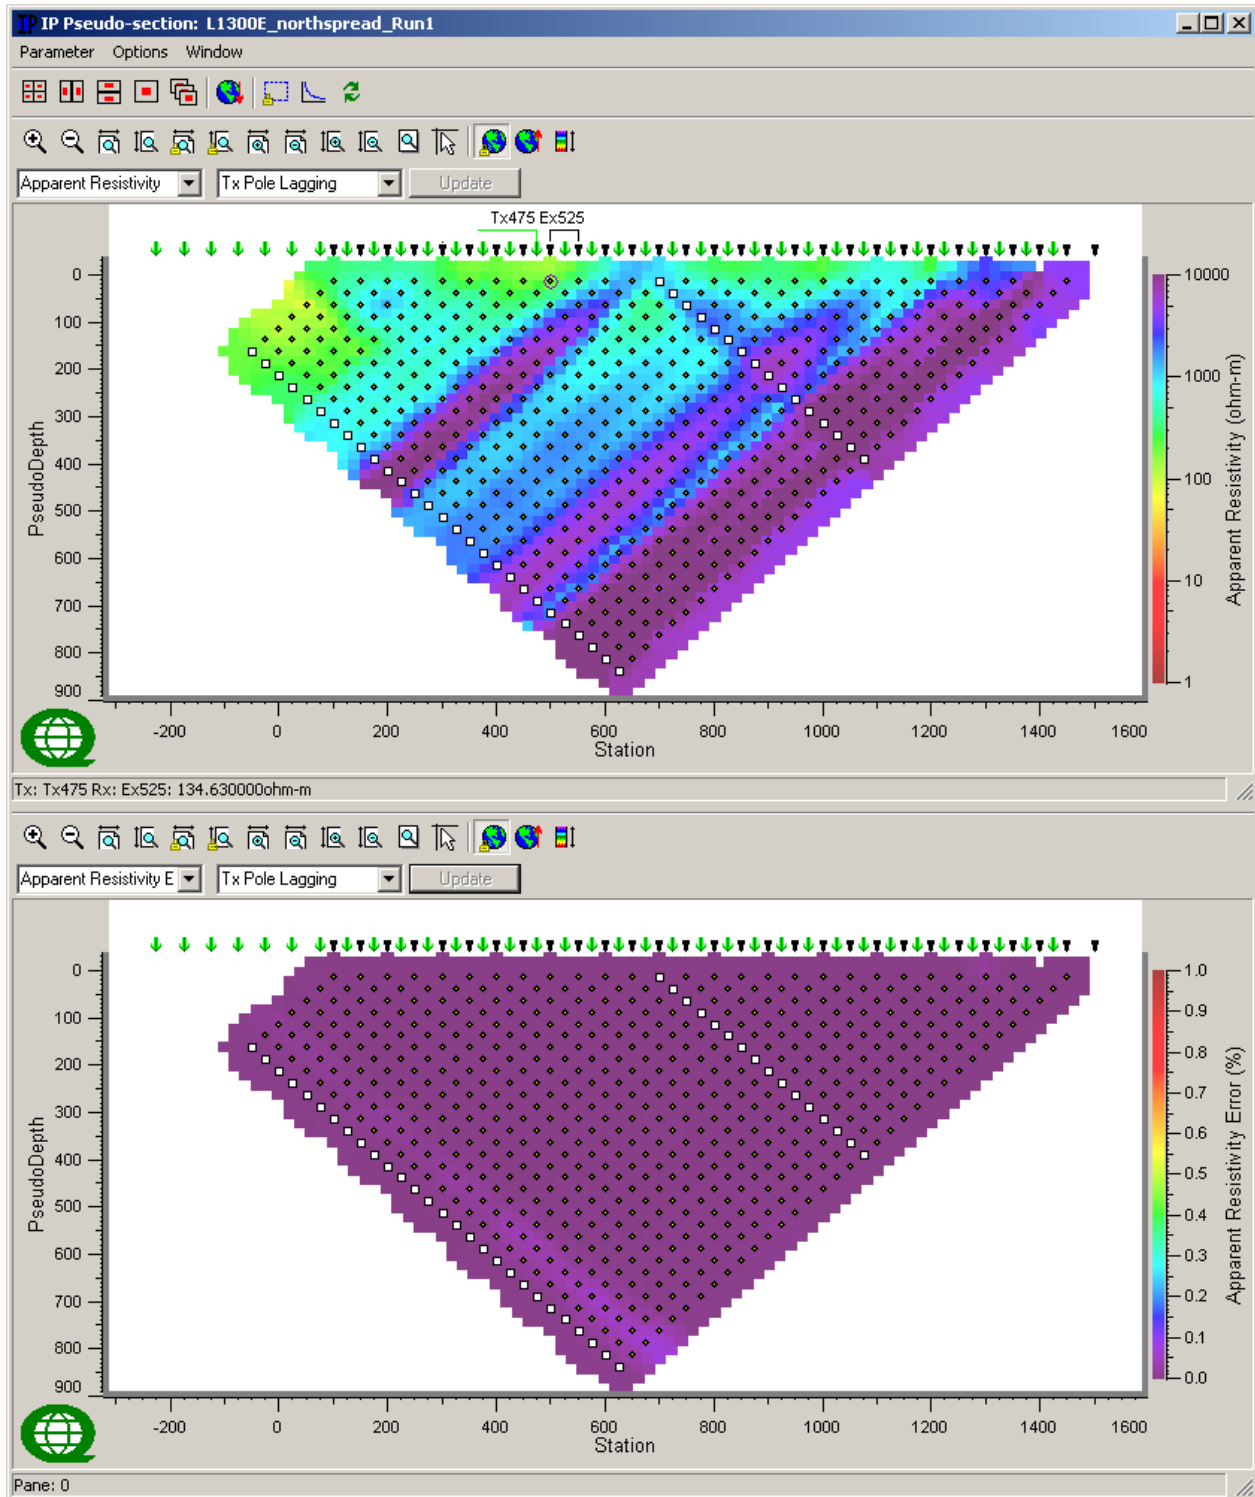 IP Pseudo-section: L1300E_northspread_Run1
Parameter Options Window
Apparent Resistivity Tx Pole Lagging Update
Tx475 Ex525
0
100
200
300
400
500
600
700
800
900
PseudoDepth
-200 0 200 400 600 800 1000 1200 1400 1600
Station
10000
1000
100
10
1
Apparent Resistivity (ohm-m)
Tx: Tx475 Rx: Ex525: 134.630000ohm-m
Apparent Resistivity E Tx Pole Lagging Update
0
100
200
300
400
500
600
700
800
900
PseudoDepth
-200 0 200 400 600 800 1000 1200 1400 1600
Station
1.0
0.9
0.8
0.7
0.6
0.5
0.4
0.3
0.2
0.1
0.0
Apparent Resistivity Error (%)
Pane: 0